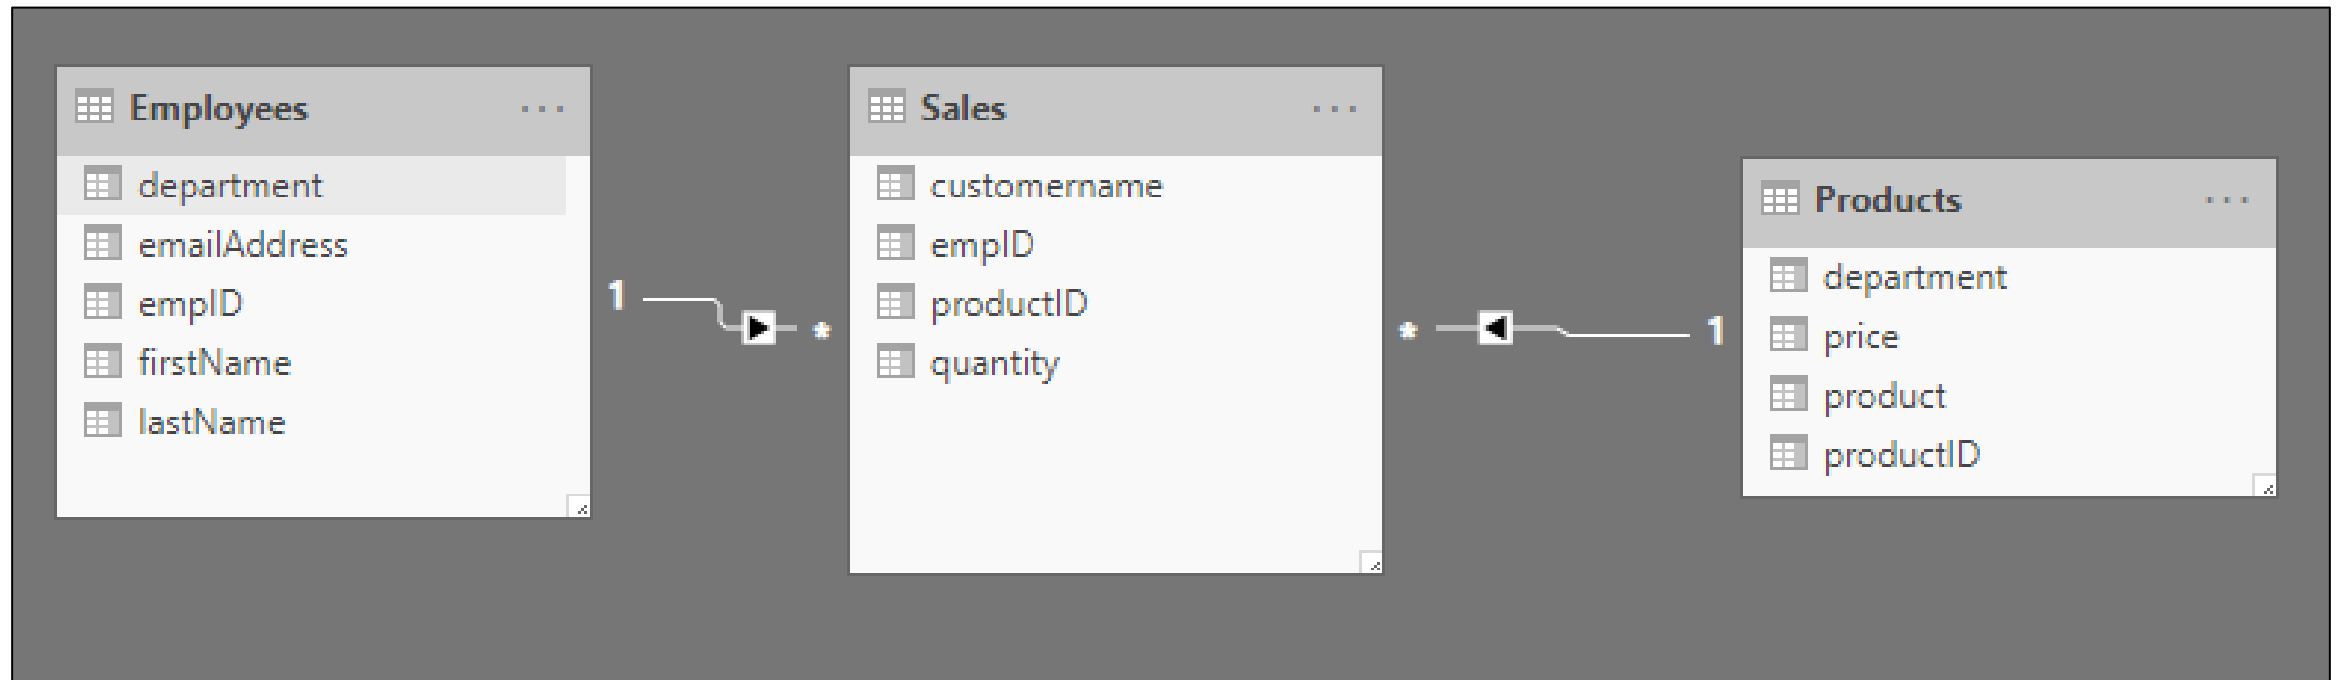 Employees
department
emailAddress
empID
firstName
lastName
1
*
Sales
customername
empID
productID
quantity
*
1
Products
department
price
product
productID